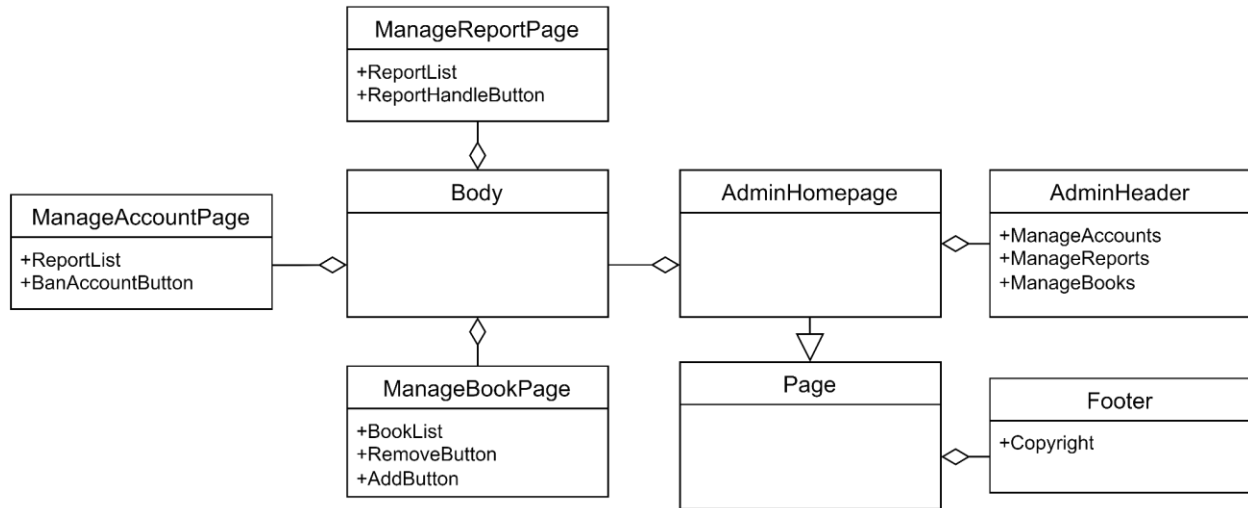 ManageReportPage
+ReportList
+ReportHandleButton
ManageAccountPage
+ReportList
+BanAccountButton
Body
AdminHomepage
AdminHeader
+ManageAccounts
+ManageReports
+ManageBooks
ManageBookPage
+BookList
+RemoveButton
+AddButton
Page
Footer
+Copyright